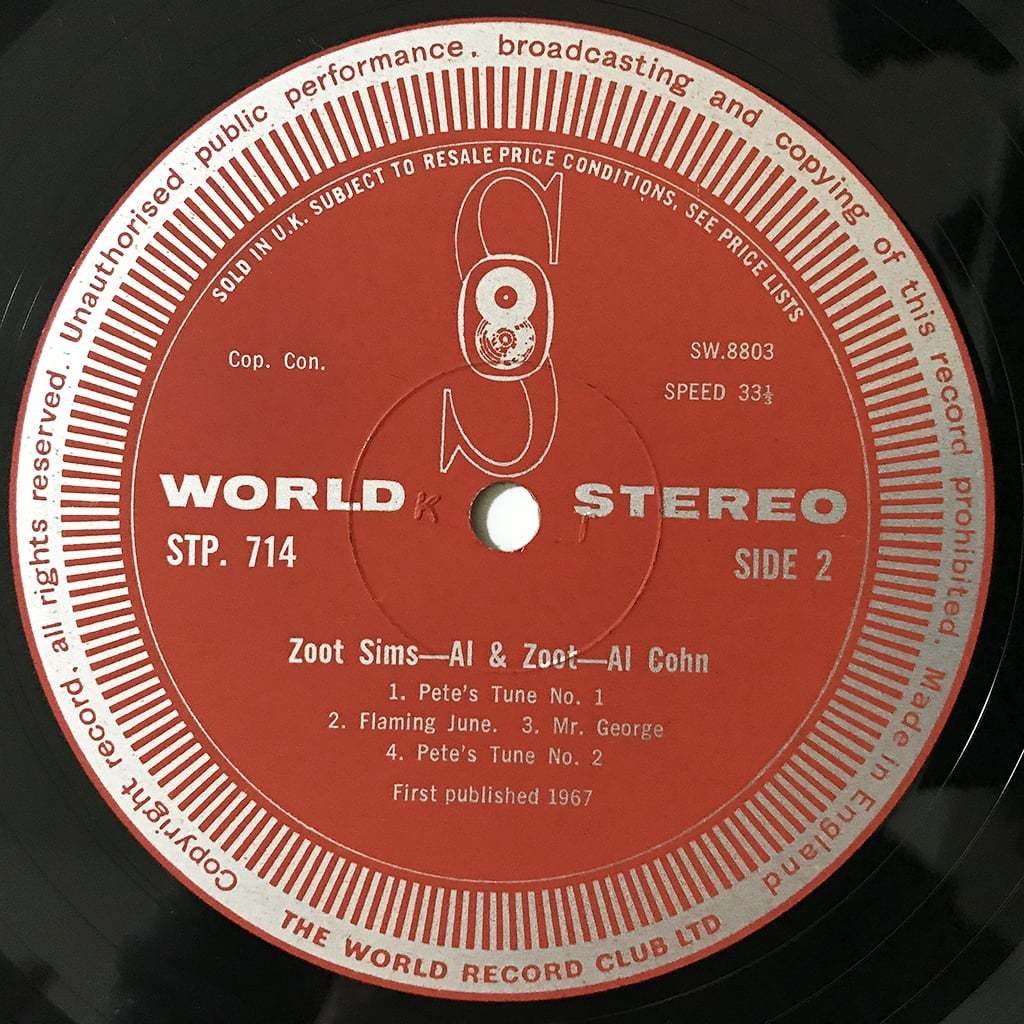 Copyright record. all rights reserved. Unauthorised public performance. broadcasting and copying of this record prohibited. Made in England
SOLD IN U.K. SUBJECT TO RESALE PRICE CONDITIONS, SEE PRICE LISTS
Cop. Con.
SW.8803
SPEED 33⅓
WORLD K STEREO
STP. 714
SIDE 2
Zoot Sims—Al & Zoot—Al Cohn
1. Pete's Tune No. 1
2. Flaming June. 3. Mr. George
4. Pete's Tune No. 2
First published 1967
THE WORLD RECORD CLUB LTD